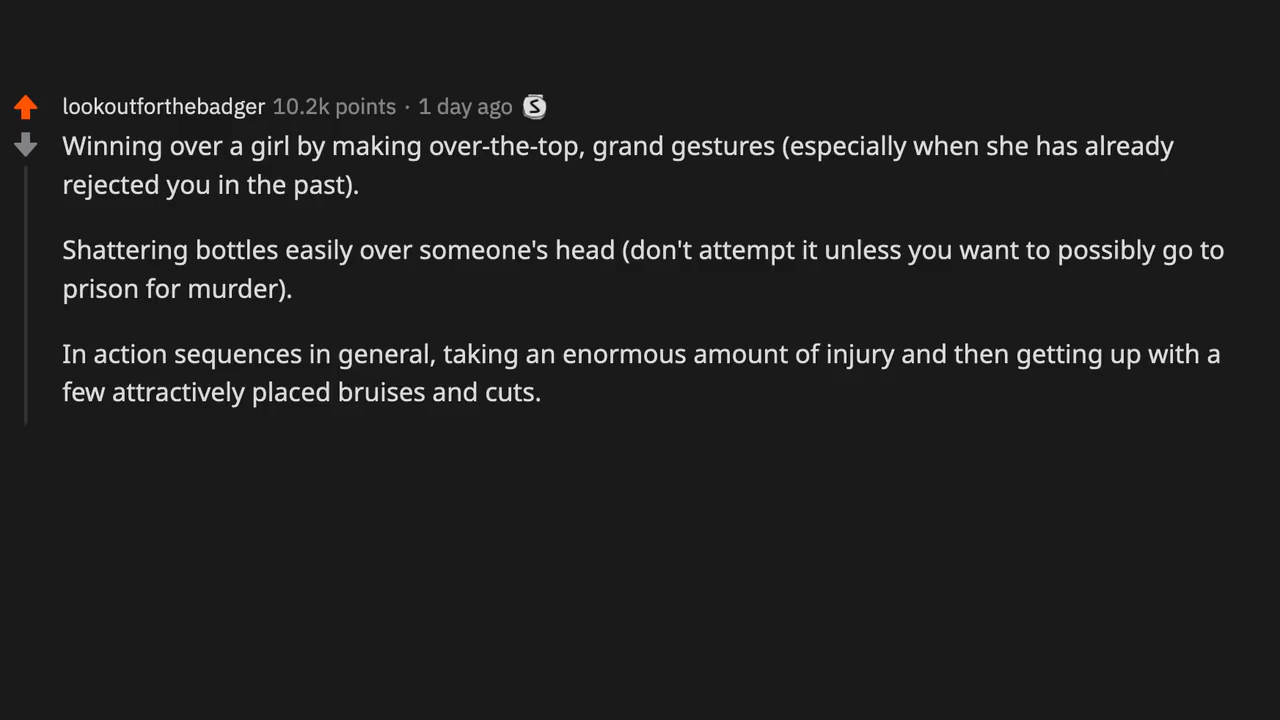 lookoutforthebadger 10.2k points · 1 day ago S
Winning over a girl by making over-the-top, grand gestures (especially when she has already
rejected you in the past).
Shattering bottles easily over someone's head (don't attempt it unless you want to possibly go to
prison for murder).
In action sequences in general, taking an enormous amount of injury and then getting up with a
few attractively placed bruises and cuts.